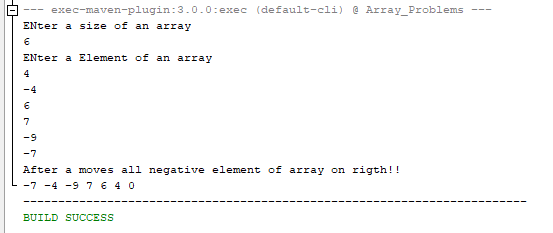 --- exec-maven-plugin:3.0.0:exec (default-cli) @ Array_Problems ---
ENter a size of an array
6
ENter a Element of an array
4
-4
6
7
-9
-7
After a moves all negative element of array on rigth!!
-7 -4 -9 7 6 4 0
------------------------------------------------------------------------
BUILD SUCCESS